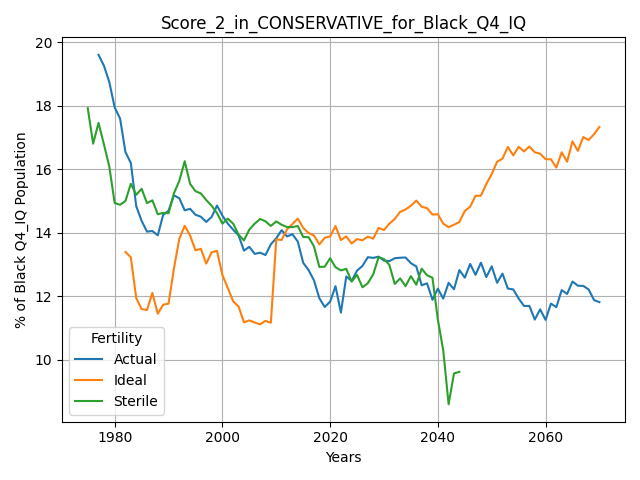 Score_2_in_CONSERVATIVE_for_Black_Q4_IQ
% of Black Q4_IQ Population
20
18
16
14
12
10
Fertility
Actual
Ideal
Sterile
1980 2000 2020 2040 2060
Years